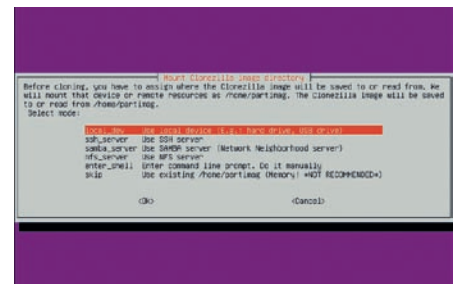 Mount Clonezilla image directory
Before cloning, you have to assign where the Clonezilla image will be saved to or read from. We
will mount that device or remote resources as /home/partimag. The Clonezilla image will be saved
to or read from /home/partimag.
Select mode:
local_dev Use local device (E.g.: hard drive, USB drive)
ssh_server Use SSH server
samba_server Use SAMBA server (Network Neighborhood server)
nfs_server Use NFS server
enter_shell Enter command line prompt. Do it manually
skip Use existing /home/partimag (Memory! *NOT RECOMMENDED*)
<Ok> <Cancel>